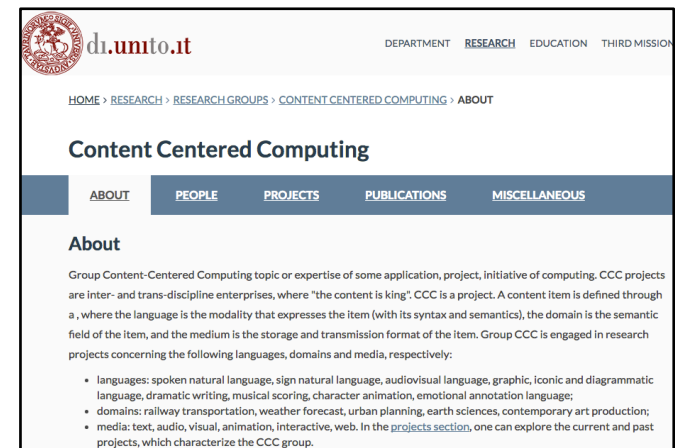 di.unito.it
DEPARTMENT RESEARCH EDUCATION THIRD MISSION
HOME > RESEARCH > RESEARCH GROUPS > CONTENT CENTERED COMPUTING > ABOUT
Content Centered Computing
ABOUT PEOPLE PROJECTS PUBLICATIONS MISCELLANEOUS
About
Group Content-Centered Computing topic or expertise of some application, project, initiative of computing. CCC projects
are inter- and trans-discipline enterprises, where "the content is king". CCC is a project. A content item is defined through
a , where the language is the modality that expresses the item (with its syntax and semantics), the domain is the semantic
field of the item, and the medium is the storage and transmission format of the item. Group CCC is engaged in research
projects concerning the following languages, domains and media, respectively:
• languages: spoken natural language, sign natural language, audiovisual language, graphic, iconic and diagrammatic
language, dramatic writing, musical scoring, character animation, emotional annotation language;
• domains: railway transportation, weather forecast, urban planning, earth sciences, contemporary art production;
• media: text, audio, visual, animation, interactive, web. In the projects section, one can explore the current and past
projects, which characterize the CCC group.